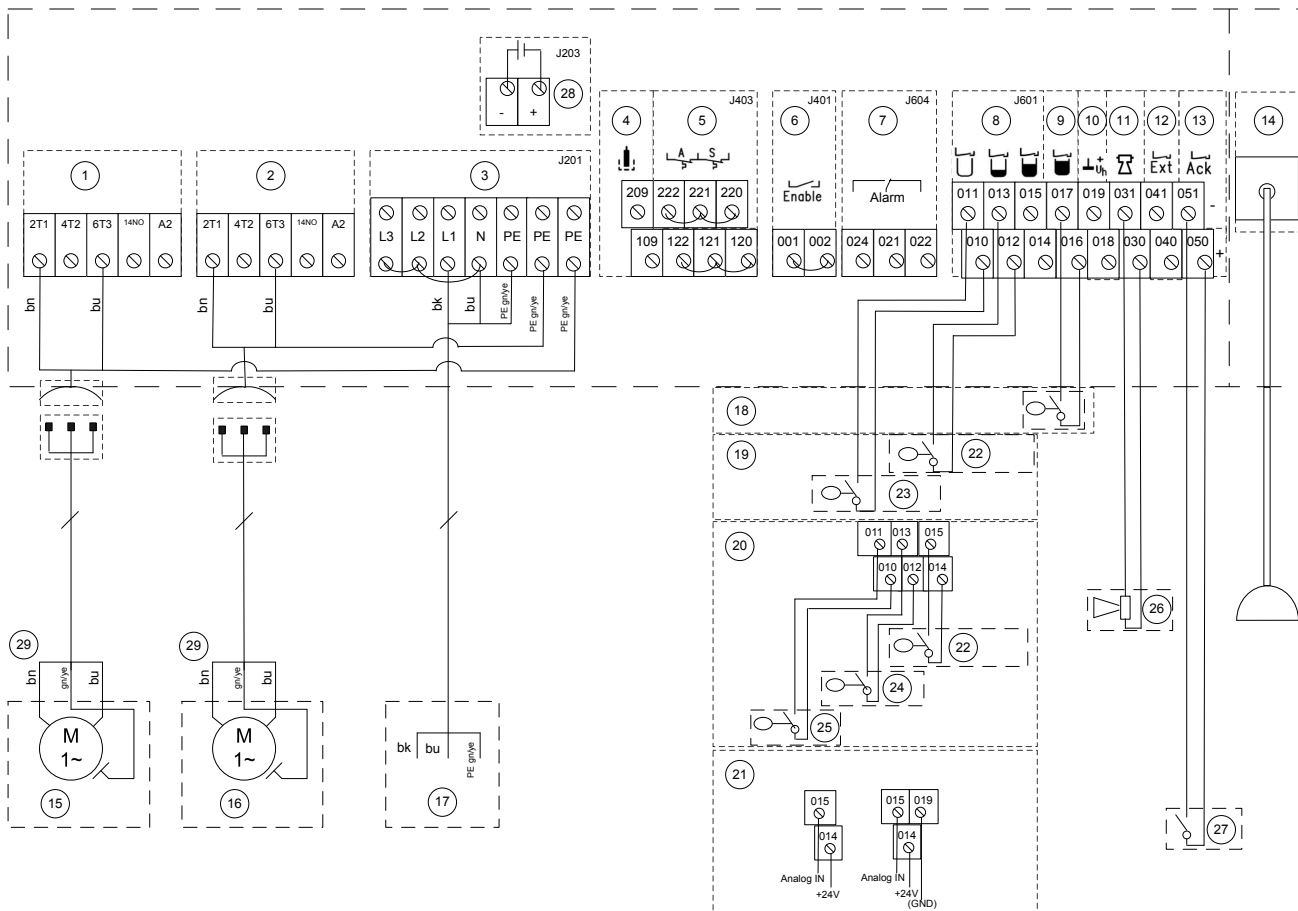 J203
28
- +
J403 J401 J604 J601
4 5 6 7 8 9 10 11 12 13 14
J201
1 2 3
A S
Enable
Alarm
+
Uh
Ext
Ack
209 222 221 220
011 013 015 017 019 031 041 051 -
2T1 4T2 6T3 14NO A2
2T1 4T2 6T3 14NO A2
L3 L2 L1 N PE PE PE
109 122 121 120
001 002
024 021 022
010 012 014 016 018 030 040 050 +
bn bu
bn bu
bk bu PE gn/ye PE gn/ye PE gn/ye
18
19
22
23
20
011 013 015
010 012 014
22
24
25
26
27
29
bn gn/ye bu
29
bn gn/ye bu
M
1~
15
M
1~
16
bk bu PE gn/ye
17
21
015
014
Analog IN
+24V
015 019
014
Analog IN
+24V
(GND)